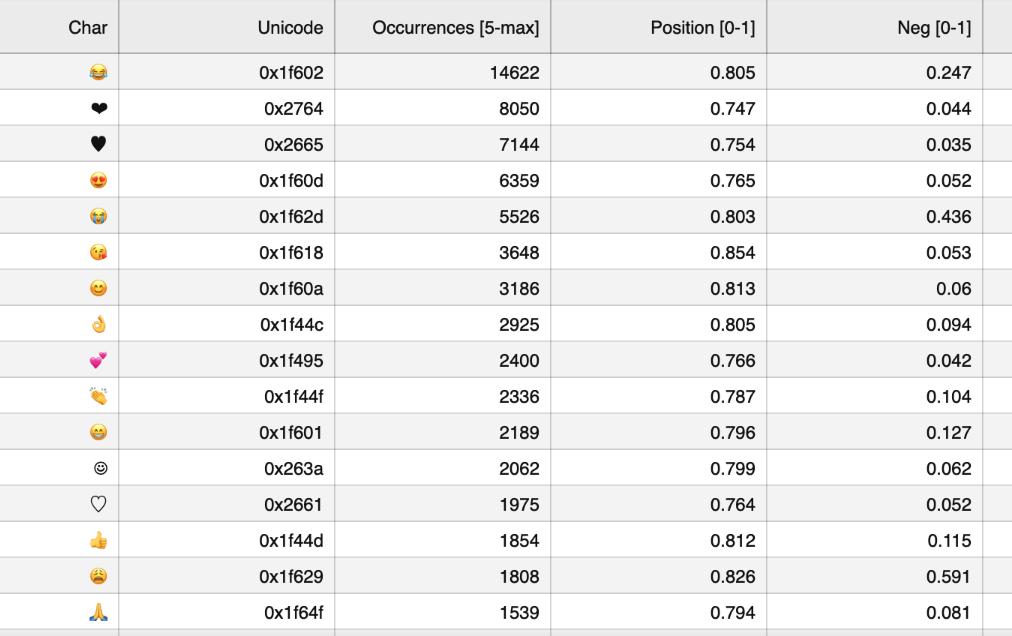 Char Unicode Occurrences [5-max] Position [0-1] Neg [0-1]
😂 0x1f602 14622 0.805 0.247
❤ 0x2764 8050 0.747 0.044
♥ 0x2665 7144 0.754 0.035
😍 0x1f60d 6359 0.765 0.052
😭 0x1f62d 5526 0.803 0.436
😘 0x1f618 3648 0.854 0.053
😊 0x1f60a 3186 0.813 0.06
👌 0x1f44c 2925 0.805 0.094
💕 0x1f495 2400 0.766 0.042
👏 0x1f44f 2336 0.787 0.104
😁 0x1f601 2189 0.796 0.127
☺ 0x263a 2062 0.799 0.062
♡ 0x2661 1975 0.764 0.052
👍 0x1f44d 1854 0.812 0.115
😩 0x1f629 1808 0.826 0.591
🙏 0x1f64f 1539 0.794 0.081